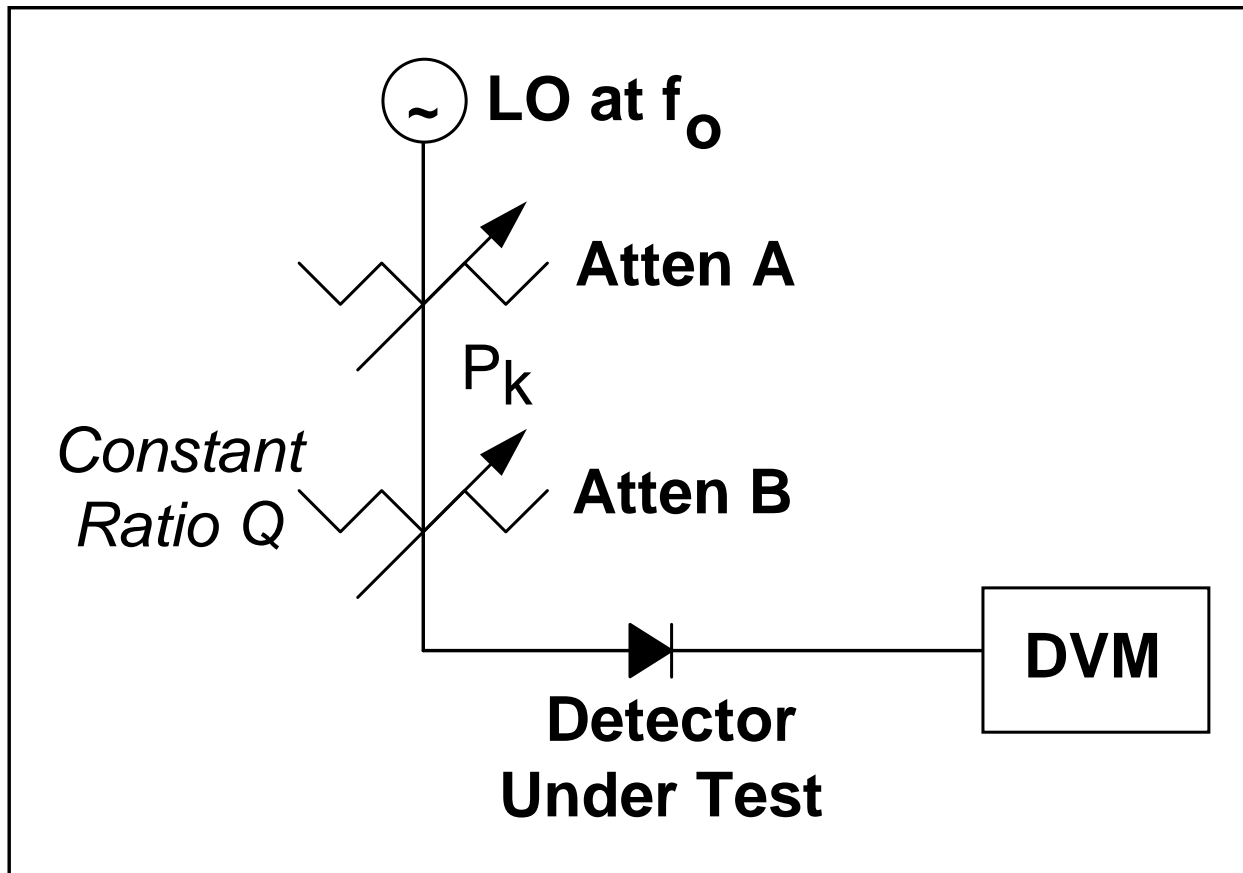 ~
LO at fo
Atten A
Pk
Constant
Ratio Q
Atten B
DVM
Detector
Under Test